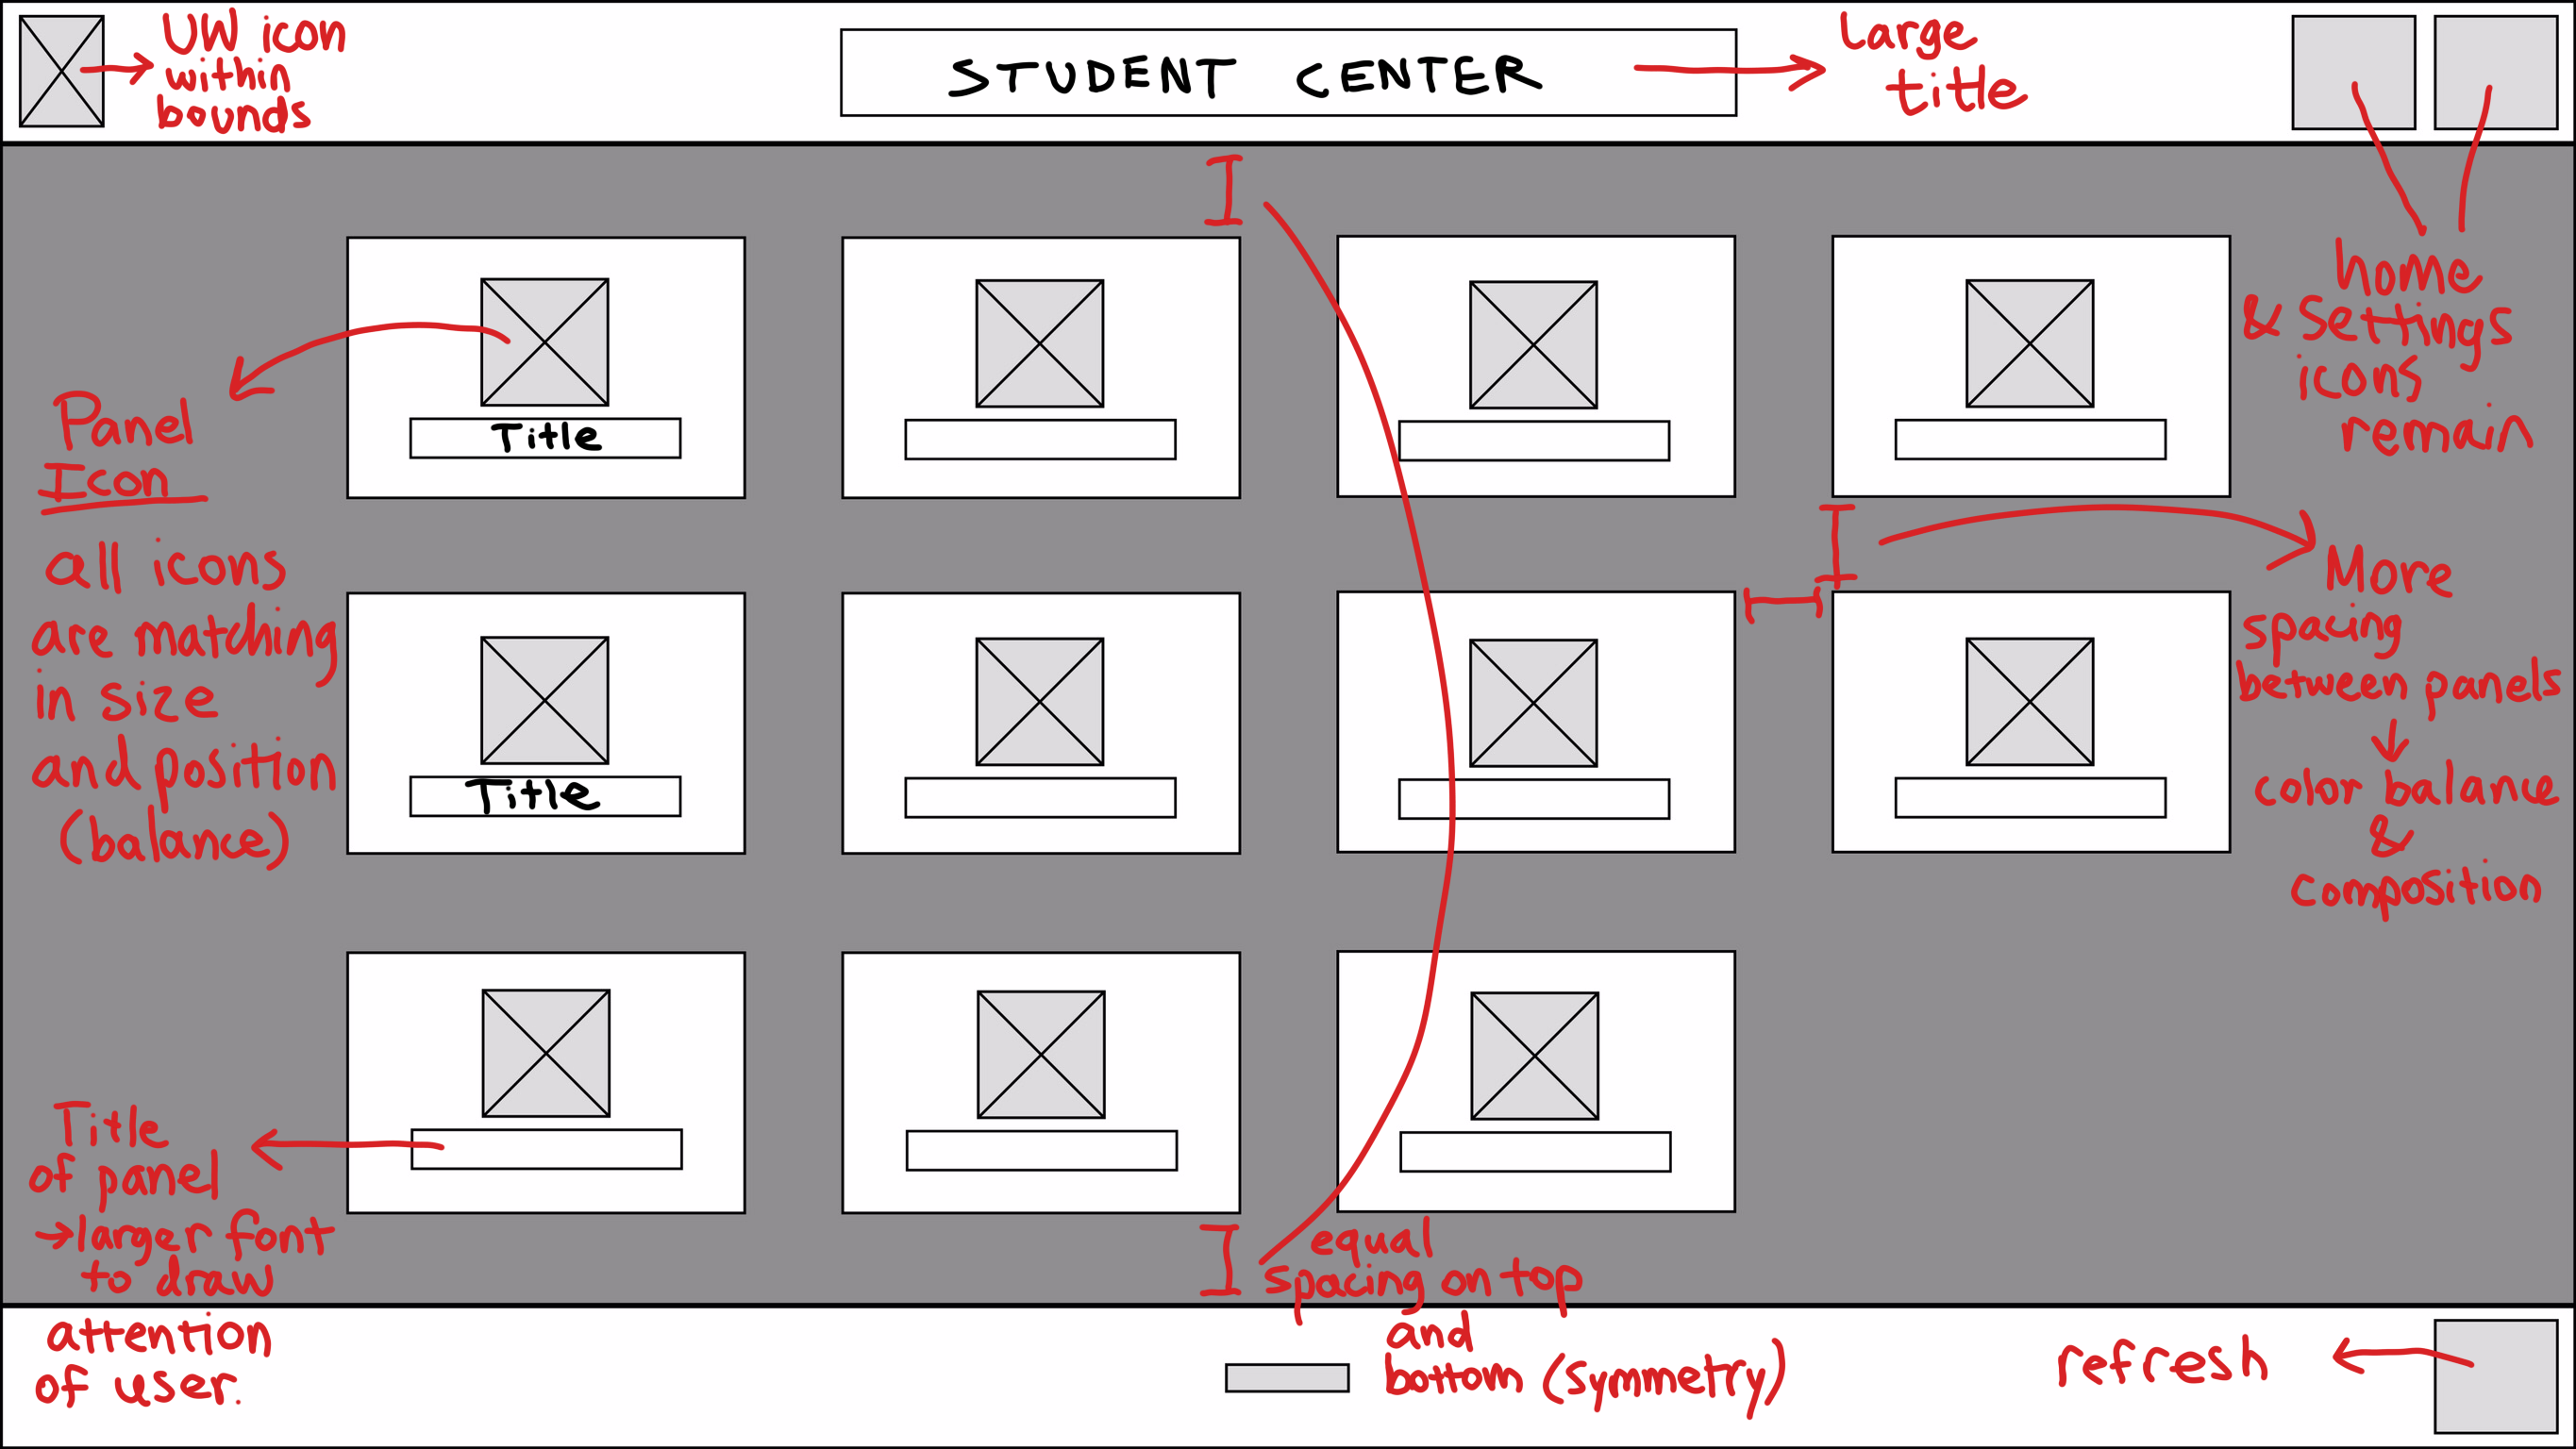 UW icon
within
bounds
STUDENT CENTER
Large
title
home
& settings
icons
remain
Panel
Icon
all icons
are matching
in size
and position
(balance)
Title
Title
More
spacing
between panels
color balance
&
composition
Title
of panel
→ larger font
to draw
attention
of user.
equal
spacing on top
and
bottom (symmetry)
refresh